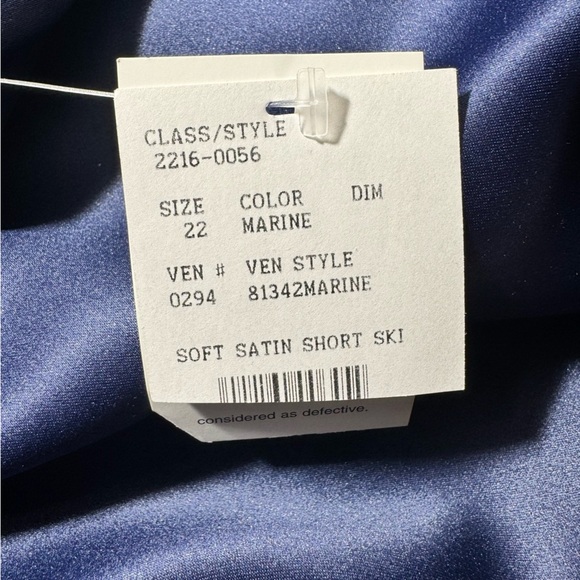 CLASS/STYLE
2216-0056
SIZE COLOR DIM
22 MARINE
VEN # VEN STYLE
0294 81342MARINE
SOFT SATIN SHORT SKI
considered as defective.